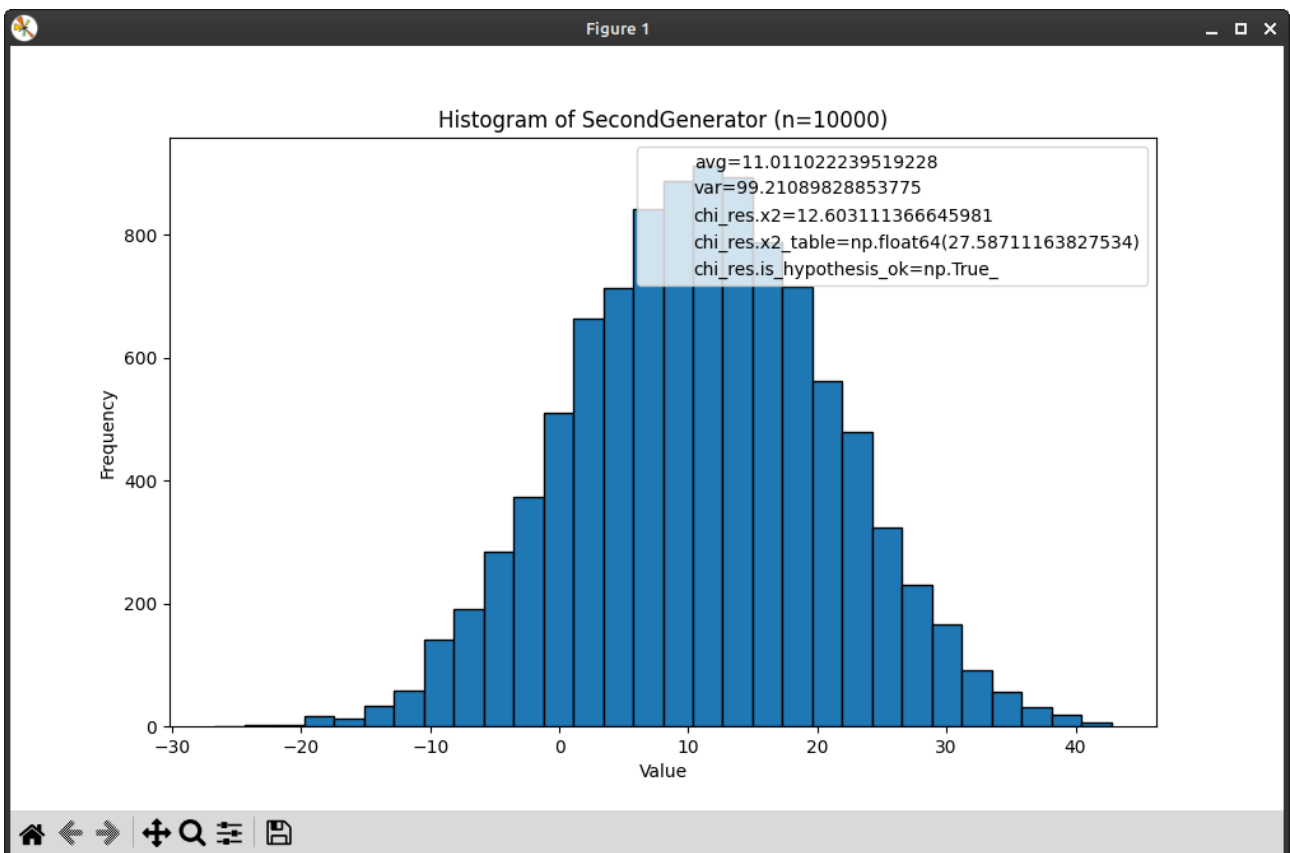 Figure 1
Histogram of SecondGenerator (n=10000)
avg=11.011022239519228
var=99.21089828853775
chi_res.x2=12.603111366645981
chi_res.x2_table=np.float64(27.58711163827534)
chi_res.is_hypothesis_ok=np.True_
800
600
400
200
0
Frequency
−30 −20 −10 0 10 20 30 40
Value